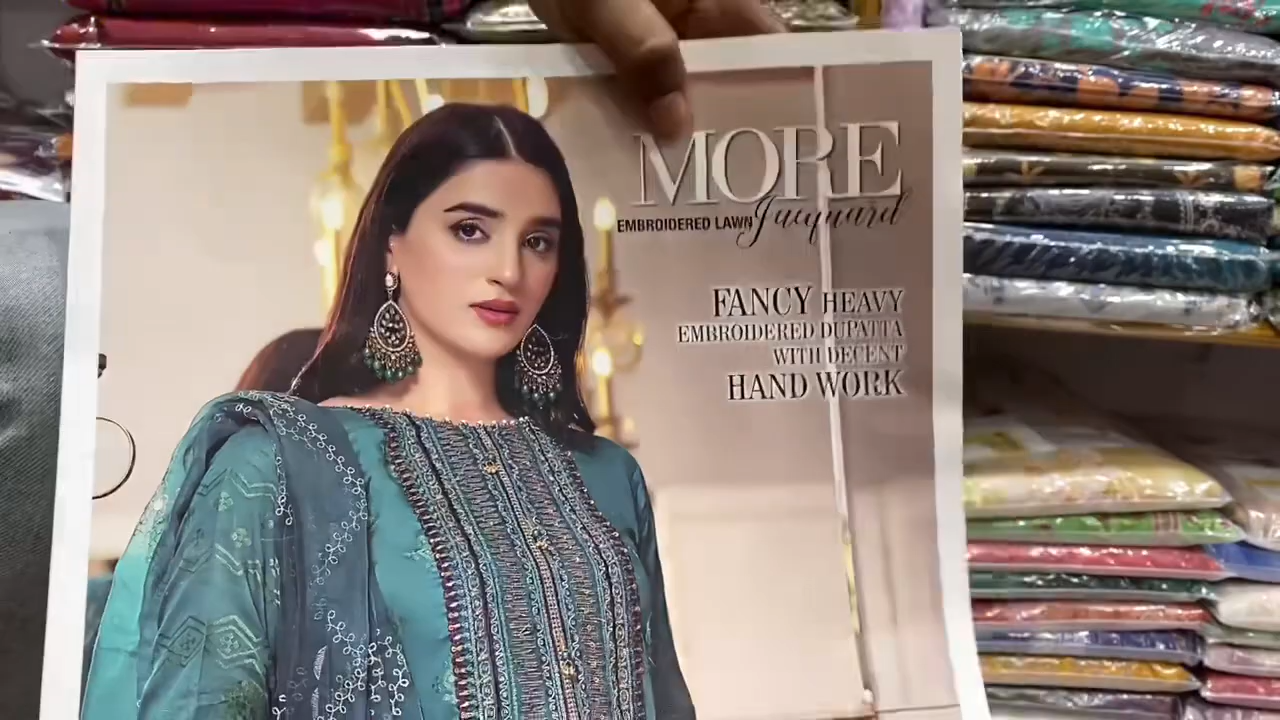 MORE
EMBROIDERED LAWN Jacquard
FANCY HEAVY
EMBROIDERED DUPATTA
WITH DECENT
HAND WORK